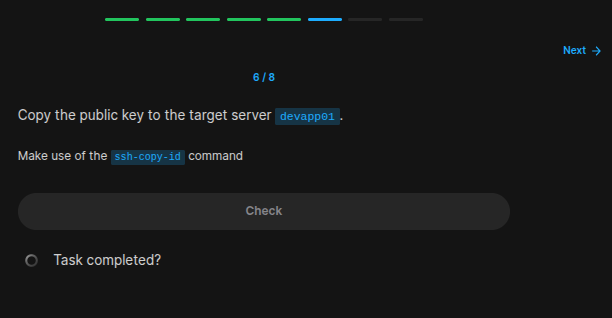 Next →
6 / 8
Copy the public key to the target server devapp01.
Make use of the ssh-copy-id command
Check
Task completed?